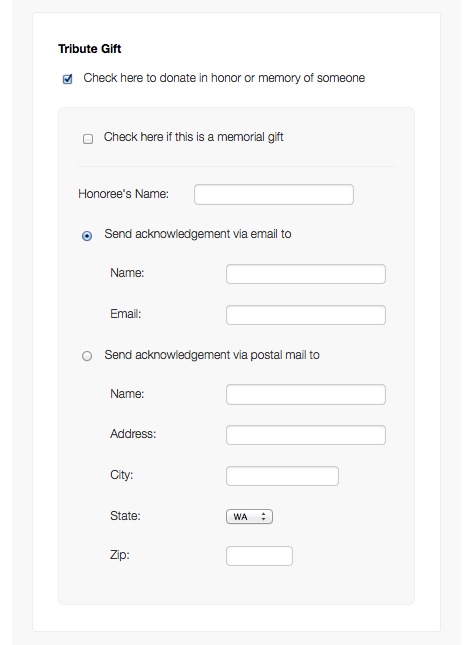 Tribute Gift
Check here to donate in honor or memory of someone
Check here if this is a memorial gift
Honoree's Name:
Send acknowledgement via email to
Name:
Email:
Send acknowledgement via postal mail to
Name:
Address:
City:
State: WA
Zip: